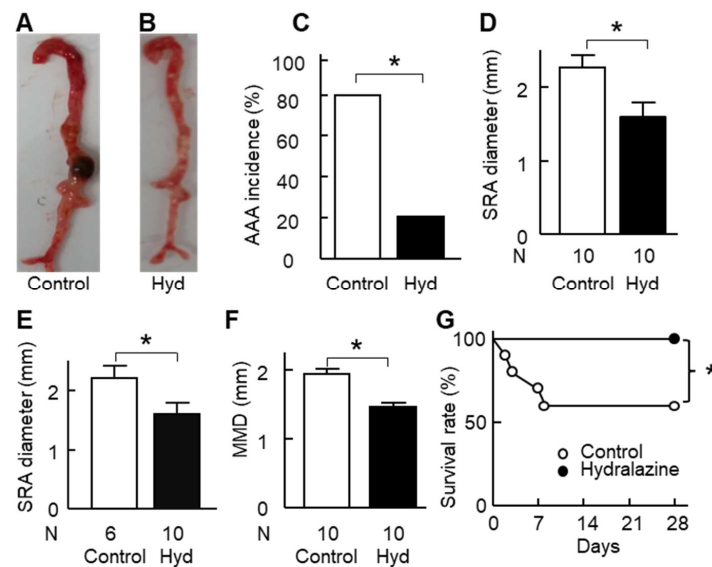 A
Control
B
Hyd
C
*
AAA incidence (%)
100
80
60
40
20
0
Control Hyd
D
*
SRA diameter (mm)
2
1
0
N 10 10
Control Hyd
E
*
SRA diameter (mm)
2
1
0
N 6 10
Control Hyd
F
*
MMD (mm)
2
1
0
N 10 10
Control Hyd
G
*
Survival rate (%)
100
50
0
Control
Hydralazine
0 7 14 21 28
Days